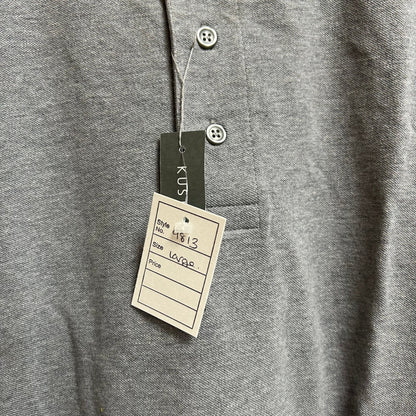 KUS
Style No. 4813
Size Large.
Price